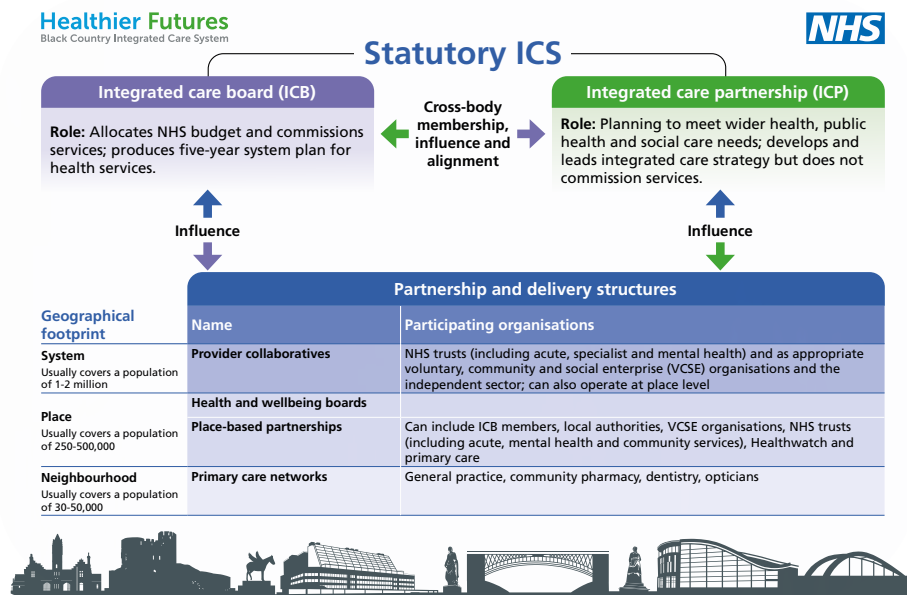 Healthier Futures
Black Country Integrated Care System
NHS
Statutory ICS
Integrated care board (ICB)
Role: Allocates NHS budget and commissions
services; produces five-year system plan for
health services.
Cross-body
membership,
influence and
alignment
Integrated care partnership (ICP)
Role: Planning to meet wider health, public
health and social care needs; develops and
leads integrated care strategy but does not
commission services.
Influence
Influence
Partnership and delivery structures
Geographical
footprint
Name
Participating organisations
System
Usually covers a population
of 1-2 million
Provider collaboratives
NHS trusts (including acute, specialist and mental health) and as appropriate
voluntary, community and social enterprise (VCSE) organisations and the
independent sector; can also operate at place level
Place
Usually covers a population
of 250-500,000
Health and wellbeing boards
Place-based partnerships
Can include ICB members, local authorities, VCSE organisations, NHS trusts
(including acute, mental health and community services), Healthwatch and
primary care
Neighbourhood
Usually covers a population
of 30-50,000
Primary care networks
General practice, community pharmacy, dentistry, opticians